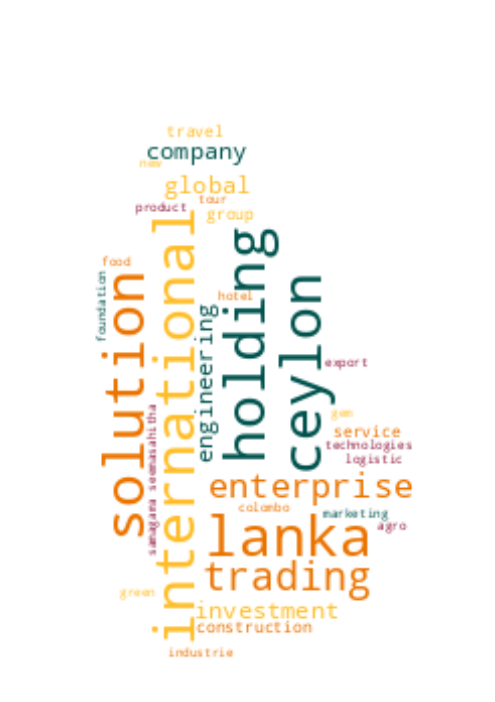 travel
company
new
global
tour
product
group
international
holding
food
foundation
solution
ceylon
hotel
engineering
export
samagama seemasahitha
gem
service
technologies
logistic
enterprise
colombo
marketing
lanka
agro
trading
green
investment
construction
industrie